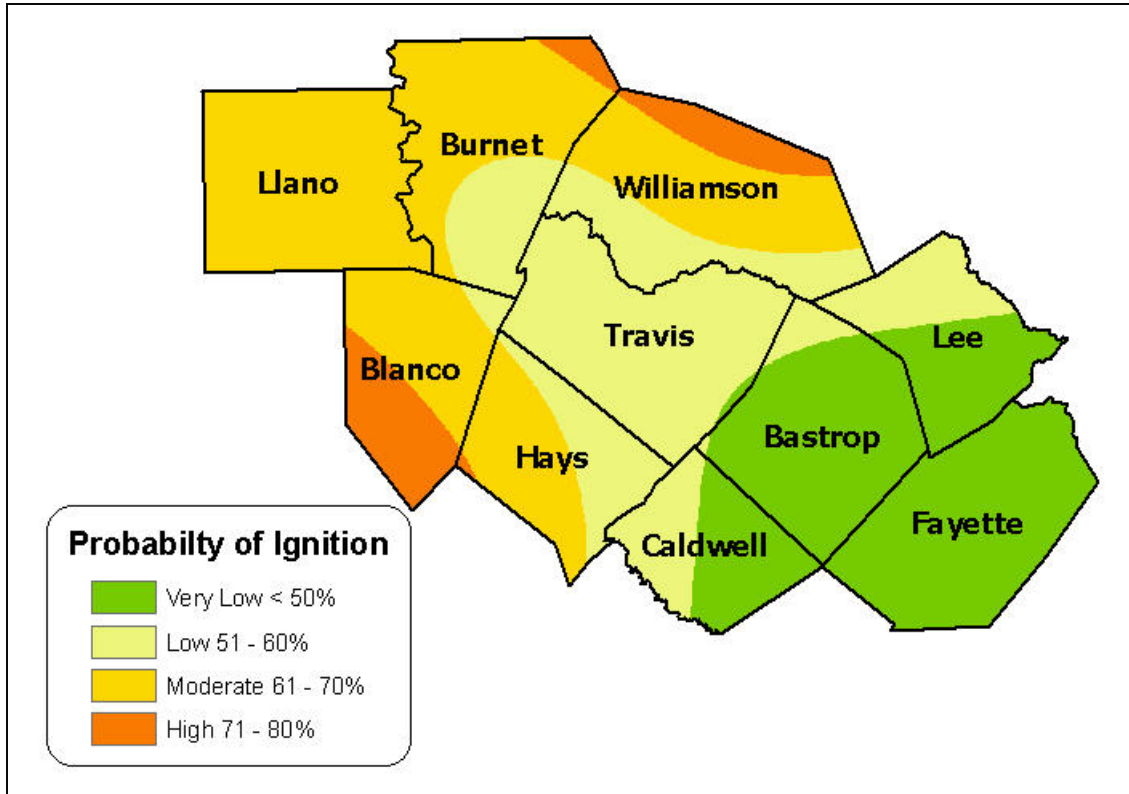 Burnet
Llano
Williamson
Travis
Lee
Blanco
Bastrop
Hays
Fayette
Caldwell
Probabilty of Ignition
Very Low < 50%
Low 51 - 60%
Moderate 61 - 70%
High 71 - 80%